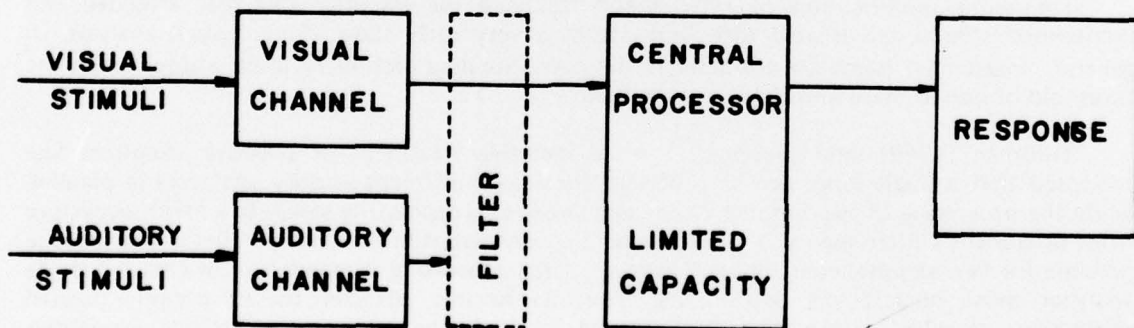 VISUAL
STIMULI
VISUAL
CHANNEL
AUDITORY
STIMULI
AUDITORY
CHANNEL
FILTER
CENTRAL
PROCESSOR
LIMITED
CAPACITY
RESPONSE